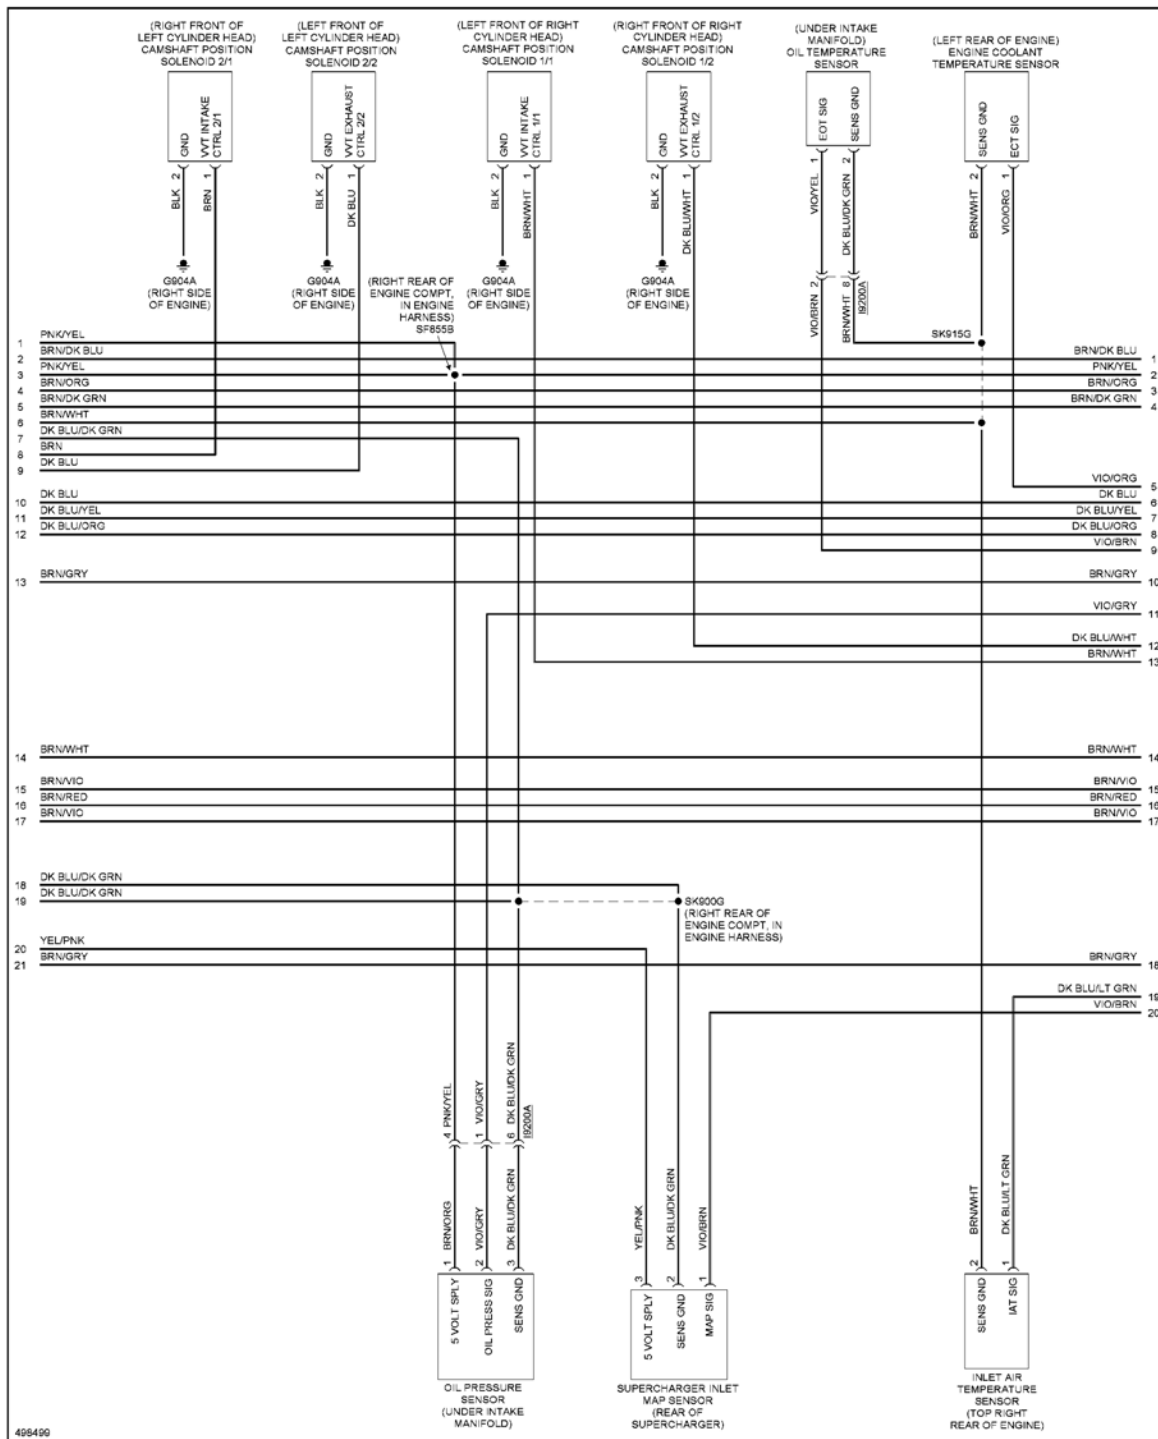 (RIGHT FRONT OF
LEFT CYLINDER HEAD)
CAMSHAFT POSITION
SOLENOID 2/1
(LEFT FRONT OF
LEFT CYLINDER HEAD)
CAMSHAFT POSITION
SOLENOID 2/2
(LEFT FRONT OF RIGHT
CYLINDER HEAD)
CAMSHAFT POSITION
SOLENOID 1/1
(RIGHT FRONT OF RIGHT
CYLINDER HEAD)
CAMSHAFT POSITION
SOLENOID 1/2
(UNDER INTAKE
MANIFOLD)
OIL TEMPERATURE
SENSOR
(LEFT REAR OF ENGINE)
ENGINE COOLANT
TEMPERATURE SENSOR
GND
VVT INTAKE
CTRL 2/1
GND
VVT EXHAUST
CTRL 2/2
GND
VVT INTAKE
CTRL 1/1
GND
VVT EXHAUST
CTRL 1/2
EOT SIG
SENS GND
SENS GND
ECT SIG
BLK 2
BRN 1
BLK 2
DK BLU 1
BLK 2
BRN/WHT 1
BLK 2
DK BLU/WHT 1
VIO/YEL 1
DK BLU/DK GRN 2
BRN/WHT 2
VIO/ORG 1
G904A
(RIGHT SIDE
OF ENGINE)
G904A
(RIGHT SIDE
OF ENGINE)
(RIGHT REAR OF
ENGINE COMPT,
IN ENGINE
HARNESS)
SF855B
G904A
(RIGHT SIDE
OF ENGINE)
G904A
(RIGHT SIDE
OF ENGINE)
VIO/BRN 2
BRN/WHT 8
I9200A
SK915G
1 PNK/YEL
2 BRN/DK BLU
3 PNK/YEL
4 BRN/ORG
5 BRN/DK GRN
6 BRN/WHT
7 DK BLU/DK GRN
8 BRN
9 DK BLU
10 DK BLU
11 DK BLU/YEL
12 DK BLU/ORG
13 BRN/GRY
14 BRN/WHT
15 BRN/VIO
16 BRN/RED
17 BRN/VIO
18 DK BLU/DK GRN
19 DK BLU/DK GRN
20 YEL/PNK
21 BRN/GRY
BRN/DK BLU 1
PNK/YEL 2
BRN/ORG 3
BRN/DK GRN 4
VIO/ORG 5
DK BLU 6
DK BLU/YEL 7
DK BLU/ORG 8
VIO/BRN 9
BRN/GRY 10
VIO/GRY 11
DK BLU/WHT 12
BRN/WHT 13
BRN/WHT 14
BRN/VIO 15
BRN/RED 16
BRN/VIO 17
BRN/GRY 18
DK BLU/LT GRN 19
VIO/BRN 20
SK900G
(RIGHT REAR OF
ENGINE COMPT, IN
ENGINE HARNESS)
4 PNK/YEL
1 VIO/GRY
6 DK BLU/DK GRN
I9200A
1 BRN/ORG
2 VIO/GRY
3 DK BLU/DK GRN
3 YEL/PNK
2 DK BLU/DK GRN
1 VIO/BRN
2 BRN/WHT
1 DK BLU/LT GRN
5 VOLT SPLY
OIL PRESS SIG
SENS GND
5 VOLT SPLY
SENS GND
MAP SIG
SENS GND
IAT SIG
OIL PRESSURE
SENSOR
(UNDER INTAKE
MANIFOLD)
SUPERCHARGER INLET
MAP SENSOR
(REAR OF
SUPERCHARGER)
INLET AIR
TEMPERATURE
SENSOR
(TOP RIGHT
REAR OF ENGINE)
498499